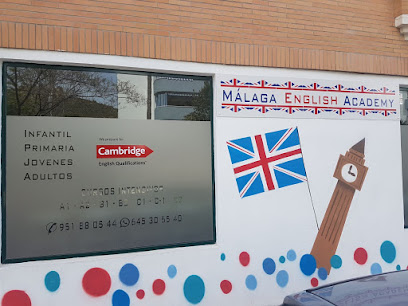 MÁLAGA ENGLISH ACADEMY
INFANTIL
PRIMARIA
JOVENES
ADULTOS
Cambridge
English Qualifications
CURSOS INTENSIVOS
951 88 05 44 645 30 65 40